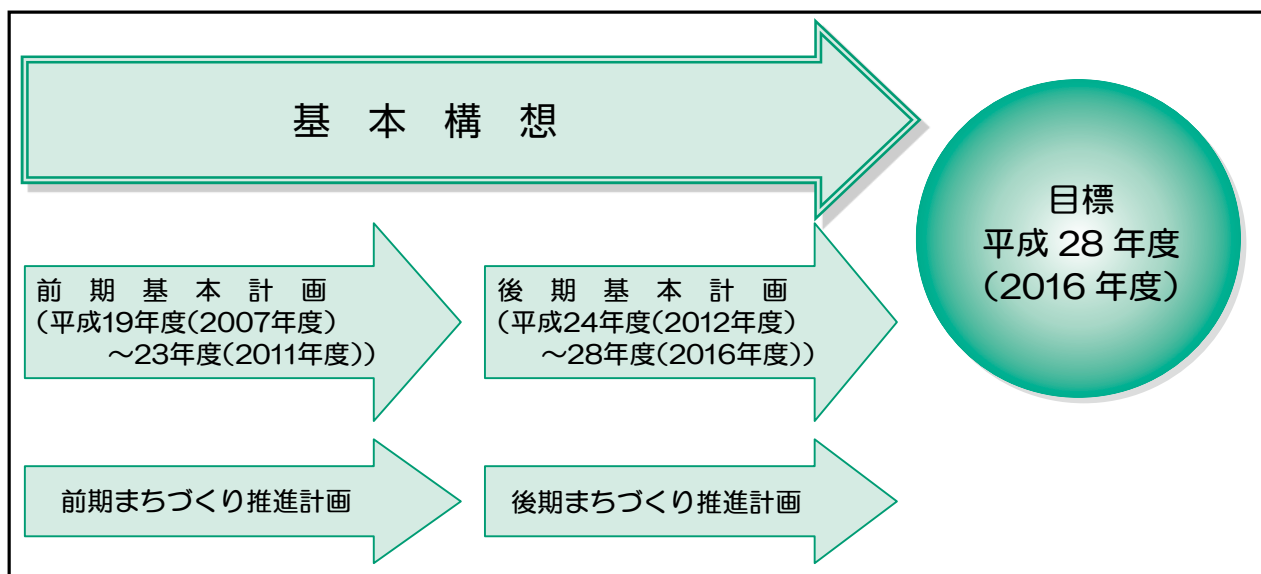 基本構想
目標
平成 28 年度
(2016 年度)
前期基本計画
(平成19年度(2007年度)
～23年度(2011年度))
後期基本計画
(平成24年度(2012年度)
～28年度(2016年度))
前期まちづくり推進計画
後期まちづくり推進計画